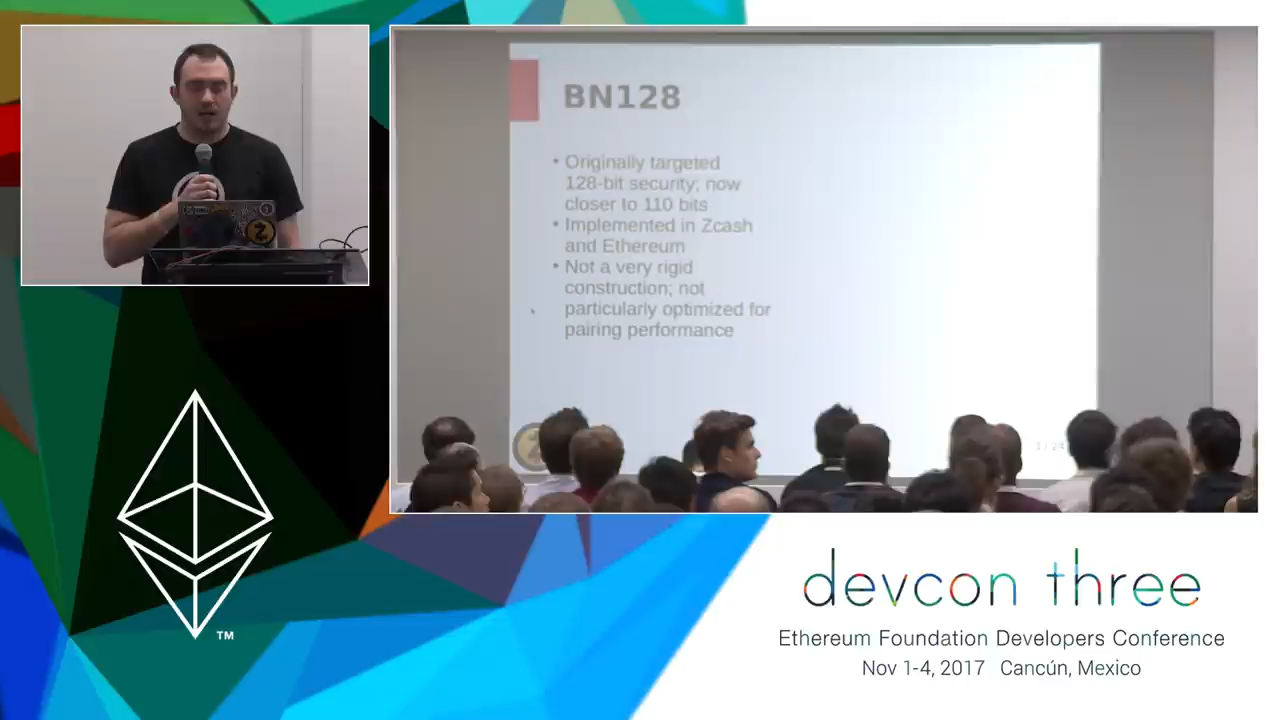 BN128
• Originally targeted
128-bit security; now
closer to 110 bits
• Implemented in Zcash
and Ethereum
• Not a very rigid
construction; not
particularly optimized for
pairing performance
TM
devcon three
Ethereum Foundation Developers Conference
Nov 1-4, 2017 Cancún, Mexico